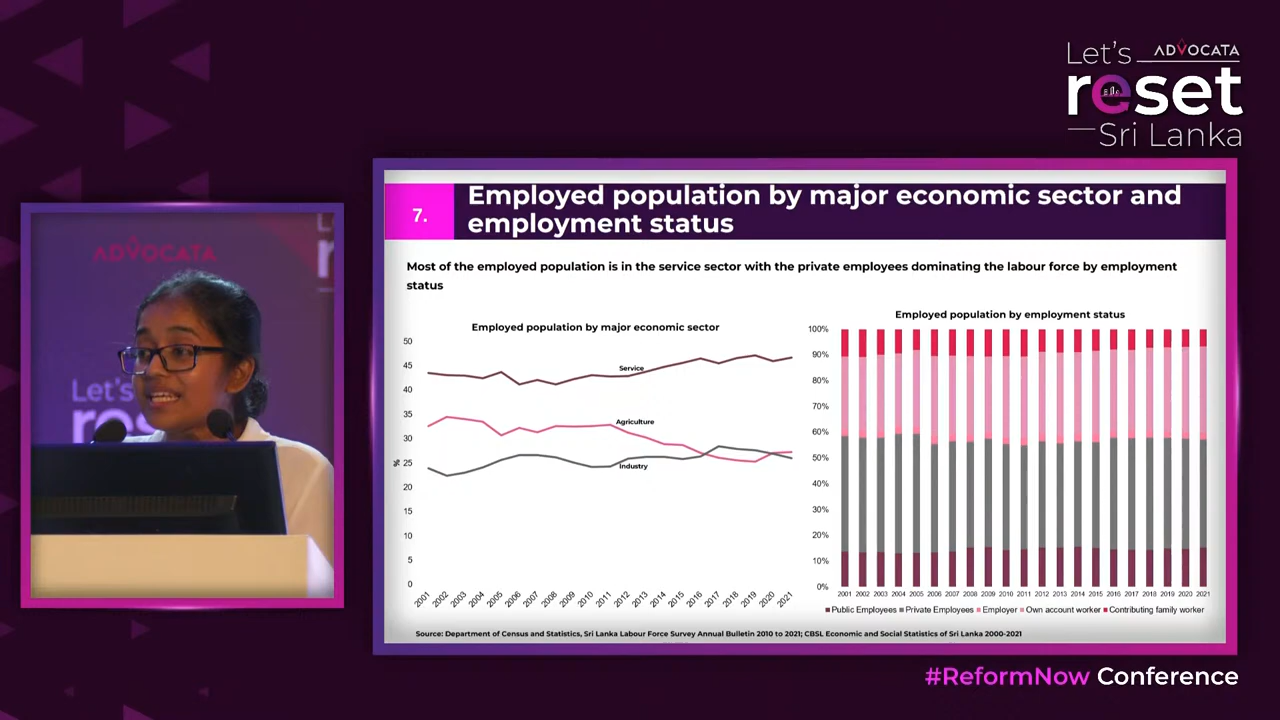 Let's ADVOCATA
reset
Sri Lanka
ADVOCATA
Let's
Let's
reset
7.
Employed population by major economic sector and
employment status
Most of the employed population is in the service sector with the private employees dominating the labour force by employment
status
Employed population by major economic sector
50
45
40
35
30
25
20
15
10
5
0
%
Service
Agriculture
Industry
2001 2002 2003 2004 2005 2006 2007 2008 2009 2010 2011 2012 2013 2014 2015 2016 2017 2018 2019 2020 2021
Employed population by employment status
100%
90%
80%
70%
60%
50%
40%
30%
20%
10%
0%
2001 2002 2003 2004 2005 2006 2007 2008 2009 2010 2011 2012 2013 2014 2015 2016 2017 2018 2019 2020 2021
Public Employees Private Employees Employer Own account worker Contributing family worker
Source: Department of Census and Statistics, Sri Lanka Labour Force Survey Annual Bulletin 2010 to 2021; CBSL Economic and Social Statistics of Sri Lanka 2000-2021
#ReformNow Conference